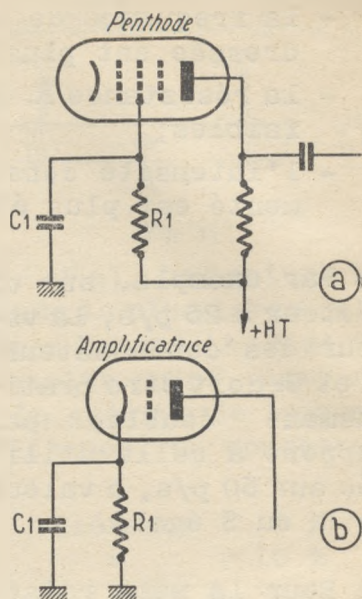 Penthode
C1
R1
a
+HT
Amplificatrice
C1
R1
b